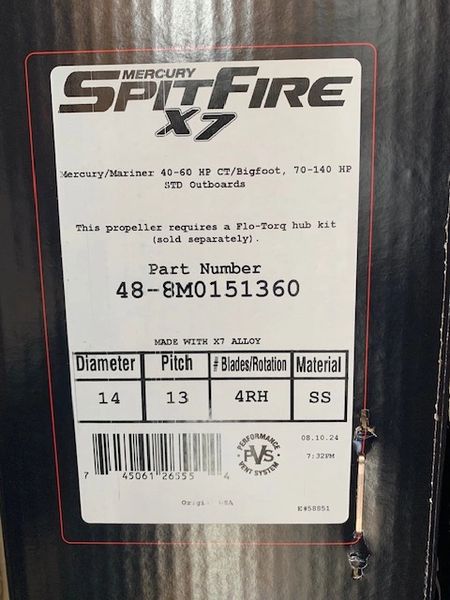 MERCURY
SPITFIRE
X7
Mercury/Mariner 40-60 HP CT/Bigfoot, 70-140 HP
STD Outboards
This propeller requires a Flo-Torq hub kit
(sold separately).
Part Number
48-8M0151360
MADE WITH X7 ALLOY
Diameter Pitch # Blades/Rotation Material
14 13 4RH SS
7 45061 26555 4
PERFORMANCE
PVS
VENT SYSTEM
08.10.24
7:32PM
USA
E#58851